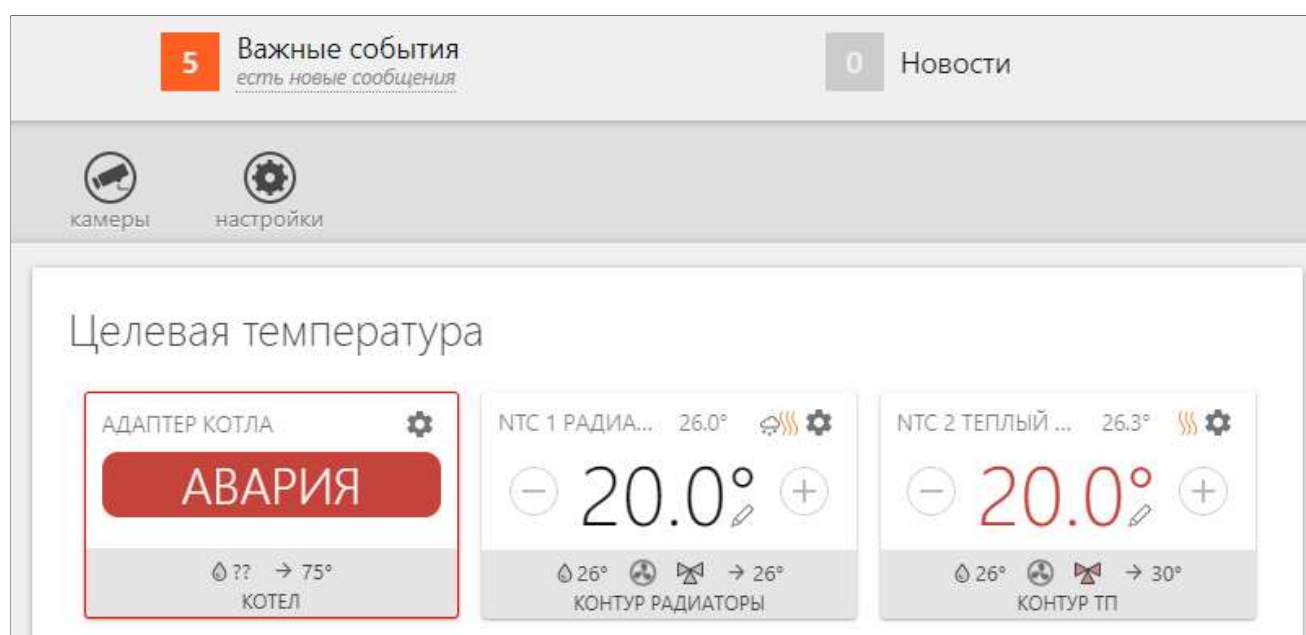 5 Важные события
есть новые сообщения
0 Новости
камеры настройки
Целевая температура
АДАПТЕР КОТЛА
АВАРИЯ
?? → 75°
КОТЕЛ
NTC 1 РАДИА... 26.0°
− 20.0° +
26° → 26°
КОНТУР РАДИАТОРЫ
NTC 2 ТЕПЛЫЙ ... 26.3°
− 20.0° +
26° → 30°
КОНТУР ТП